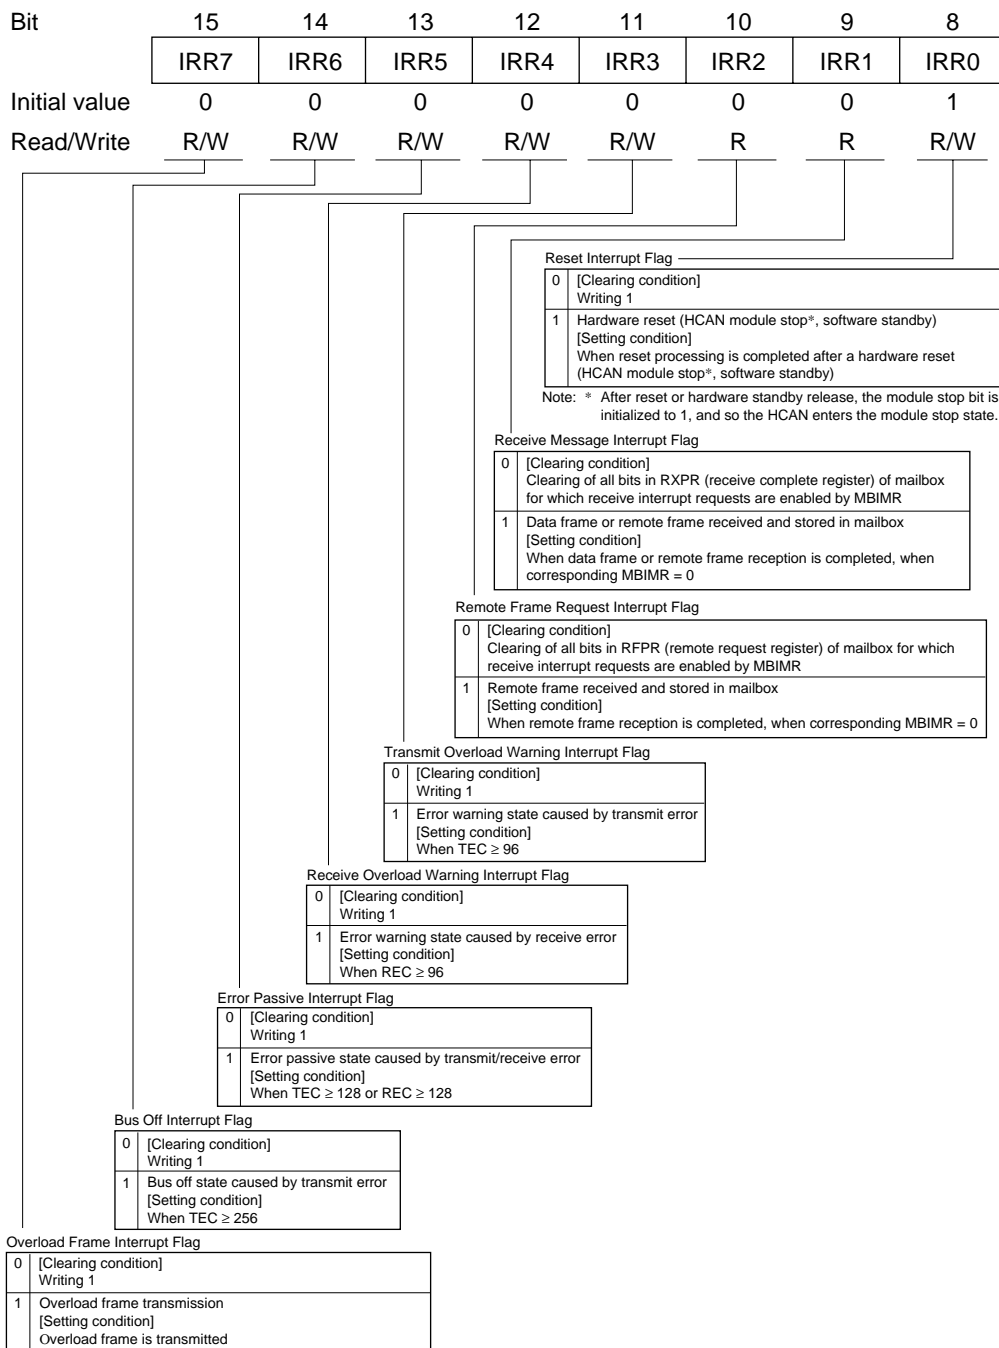 Bit 15 14 13 12 11 10 9 8
IRR7 IRR6 IRR5 IRR4 IRR3 IRR2 IRR1 IRR0
Initial value 0 0 0 0 0 0 0 1
Read/Write R/W R/W R/W R/W R/W R R R/W
Reset Interrupt Flag
0 [Clearing condition]
Writing 1
1 Hardware reset (HCAN module stop*, software standby)
[Setting condition]
When reset processing is completed after a hardware reset
(HCAN module stop*, software standby)
Note: * After reset or hardware standby release, the module stop bit is
initialized to 1, and so the HCAN enters the module stop state.
Receive Message Interrupt Flag
0 [Clearing condition]
Clearing of all bits in RXPR (receive complete register) of mailbox
for which receive interrupt requests are enabled by MBIMR
1 Data frame or remote frame received and stored in mailbox
[Setting condition]
When data frame or remote frame reception is completed, when
corresponding MBIMR = 0
Remote Frame Request Interrupt Flag
0 [Clearing condition]
Clearing of all bits in RFPR (remote request register) of mailbox for which
receive interrupt requests are enabled by MBIMR
1 Remote frame received and stored in mailbox
[Setting condition]
When remote frame reception is completed, when corresponding MBIMR = 0
Transmit Overload Warning Interrupt Flag
0 [Clearing condition]
Writing 1
1 Error warning state caused by transmit error
[Setting condition]
When TEC ≥ 96
Receive Overload Warning Interrupt Flag
0 [Clearing condition]
Writing 1
1 Error warning state caused by receive error
[Setting condition]
When REC ≥ 96
Error Passive Interrupt Flag
0 [Clearing condition]
Writing 1
1 Error passive state caused by transmit/receive error
[Setting condition]
When TEC ≥ 128 or REC ≥ 128
Bus Off Interrupt Flag
0 [Clearing condition]
Writing 1
1 Bus off state caused by transmit error
[Setting condition]
When TEC ≥ 256
Overload Frame Interrupt Flag
0 [Clearing condition]
Writing 1
1 Overload frame transmission
[Setting condition]
Overload frame is transmitted